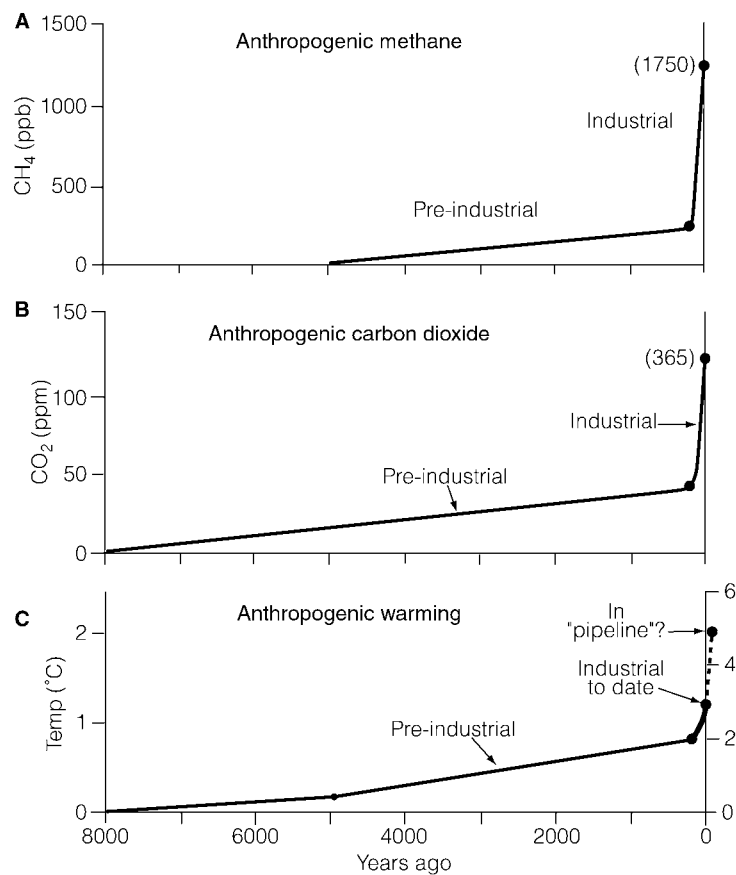 A
1500
Anthropogenic methane
(1750)
CH₄ (ppb)
1000
Industrial
500
Pre-industrial
0
B
150
Anthropogenic carbon dioxide
(365)
CO₂ (ppm)
100
Industrial
Pre-industrial
50
0
C
Anthropogenic warming
6
In
"pipeline"?
2
Temp (°C)
4
Industrial
to date
Pre-industrial
1
2
0
0
8000 6000 4000 2000 0
Years ago